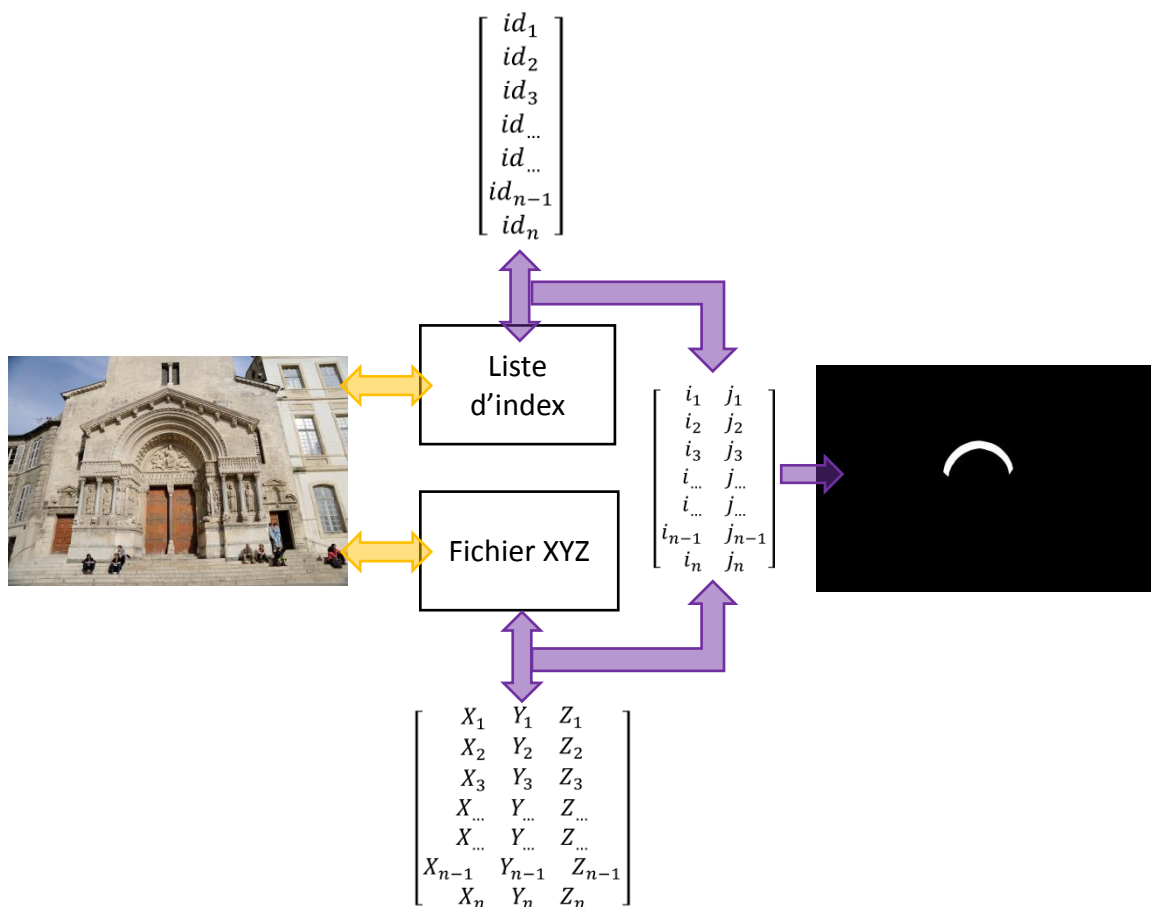 id₁
id₂
id₃
id…
id…
idₙ₋₁
idₙ
Liste
d’index
i₁ j₁
i₂ j₂
i₃ j₃
i… j…
i… j…
iₙ₋₁ jₙ₋₁
iₙ jₙ
Fichier XYZ
X₁ Y₁ Z₁
X₂ Y₂ Z₂
X₃ Y₃ Z₃
X… Y… Z…
X… Y… Z…
Xₙ₋₁ Yₙ₋₁ Zₙ₋₁
Xₙ Yₙ Zₙ